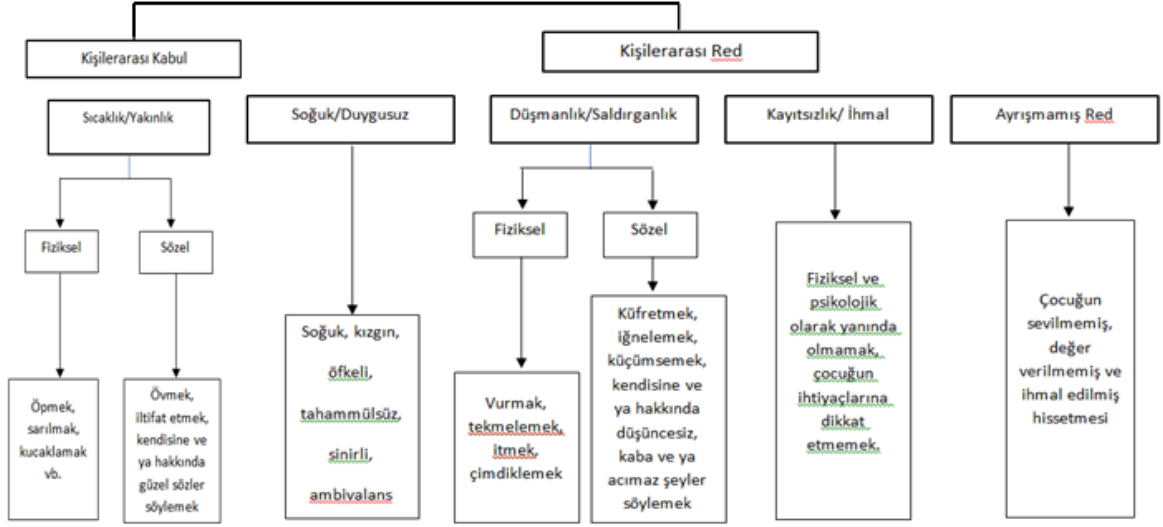 Kişilerarası Kabul
Kişilerarası Red
Sıcaklık/Yakınlık
Soğuk/Duygusuz
Düşmanlık/Saldırganlık
Kayıtsızlık/ İhmal
Ayrışmamış Red
Fiziksel
Sözel
Fiziksel
Sözel
Öpmek,
sarılmak,
kucaklamak
vb.
Övmek,
iltifat etmek,
kendisine ve
ya hakkında
güzel sözler
söylemek
Soğuk, kızgın,
öfkeli,
tahammülsüz,
sinirli,
ambivalans
Vurmak,
tekmelemek,
itmek,
çimdiklemek
Küfretmek,
iğnelemek,
küçümsemek,
kendisine ve
ya hakkında
düşüncesiz,
kaba ve ya
acımaz şeyler
söylemek
Fiziksel ve
psikolojik
olarak yanında
olmamak,
çocuğun
ihtiyaçlarına
dikkat
etmemek.
Çocuğun
sevilmemiş,
değer
verilmemiş ve
ihmal edilmiş
hissetmesi